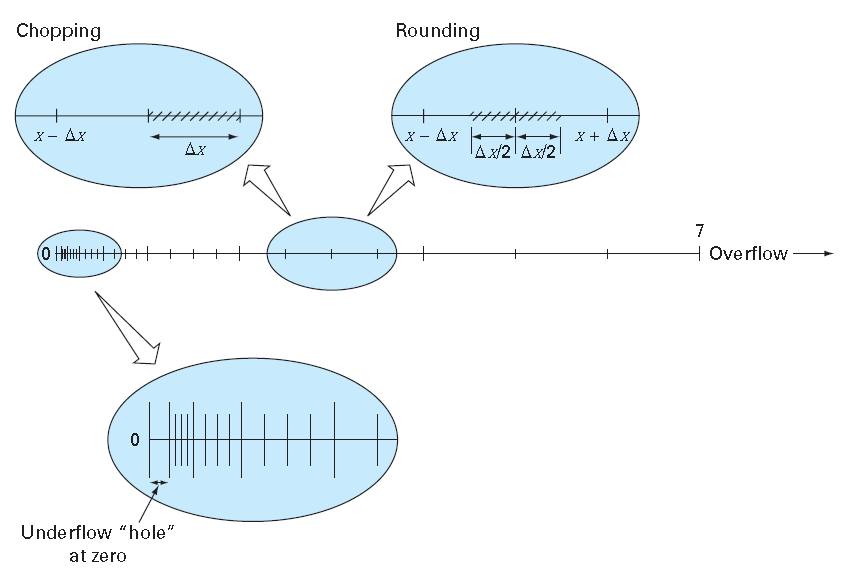 Chopping
Rounding
x – Δx
Δx
x – Δx
Δx/2
Δx/2
x + Δx
7
0
Overflow
0
Underflow “hole”
at zero